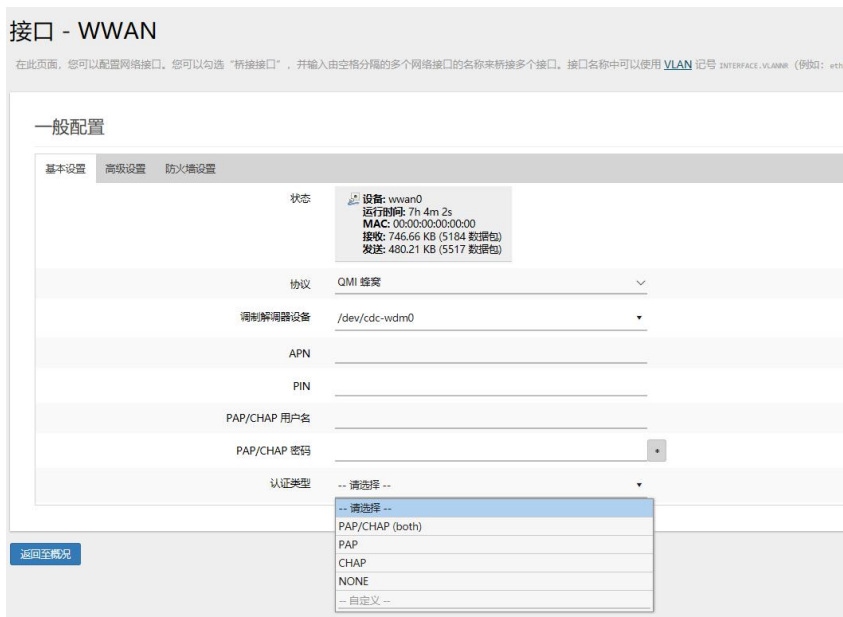 接口 - WWAN
在此页面，您可以配置网络接口。您可以勾选“桥接接口”，并输入由空格分隔的多个网络接口的名称来桥接多个接口。接口名称中可以使用 VLAN 记号 INTERFACE.VLANNR（例如：eth
一般配置
基本设置 高级设置 防火墙设置
状态
设备: wwan0
运行时间: 7h 4m 2s
MAC: 00:00:00:00:00:00
接收: 746.66 KB (5184 数据包)
发送: 480.21 KB (5517 数据包)
协议 QMI 蜂窝
调制解调器设备 /dev/cdc-wdm0
APN
PIN
PAP/CHAP 用户名
PAP/CHAP 密码 *
认证类型 -- 请选择 --
-- 请选择 --
PAP/CHAP (both)
PAP
CHAP
NONE
-- 自定义 --
返回至概况